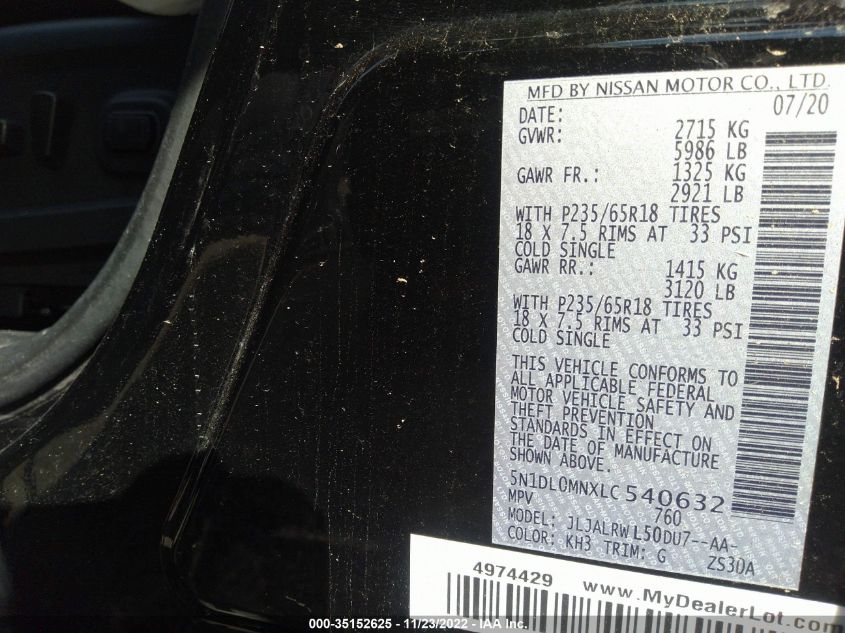 MFD BY NISSAN MOTOR CO., LTD.
DATE: 07/20
GVWR: 2715 KG
5986 LB
GAWR FR.: 1325 KG
2921 LB
WITH P235/65R18 TIRES
18 X 7.5 RIMS AT 33 PSI
COLD SINGLE
GAWR RR.: 1415 KG
3120 LB
WITH P235/65R18 TIRES
18 X 7.5 RIMS AT 33 PSI
COLD SINGLE
THIS VEHICLE CONFORMS TO
ALL APPLICABLE FEDERAL
MOTOR VEHICLE SAFETY AND
THEFT PREVENTION
STANDARDS IN EFFECT ON
THE DATE OF MANUFACTURE
SHOWN ABOVE.
5N1DL0MNXLC 540632
MPV 760
MODEL: JLJALRWL50DU7--AA-
COLOR: KH3 TRIM: G ZS30A
4974429 www.MyDealerLot.com
000-35152625 - 11/23/2022 - IAA Inc.